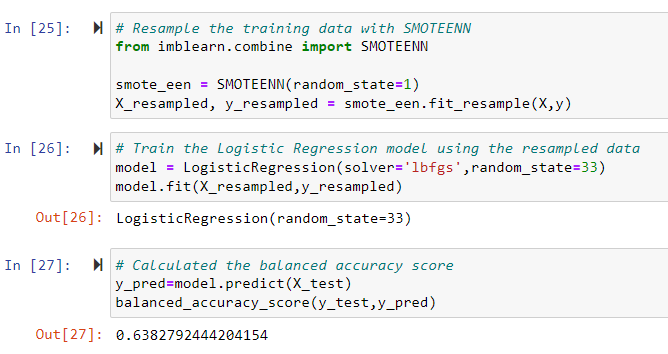 In [25]:
# Resample the training data with SMOTEENN
from imblearn.combine import SMOTEENN
smote_een = SMOTEENN(random_state=1)
X_resampled, y_resampled = smote_een.fit_resample(X,y)
In [26]:
# Train the Logistic Regression model using the resampled data
model = LogisticRegression(solver='lbfgs',random_state=33)
model.fit(X_resampled,y_resampled)
Out[26]: LogisticRegression(random_state=33)
In [27]:
# Calculated the balanced accuracy score
y_pred=model.predict(X_test)
balanced_accuracy_score(y_test,y_pred)
Out[27]: 0.6382792444204154